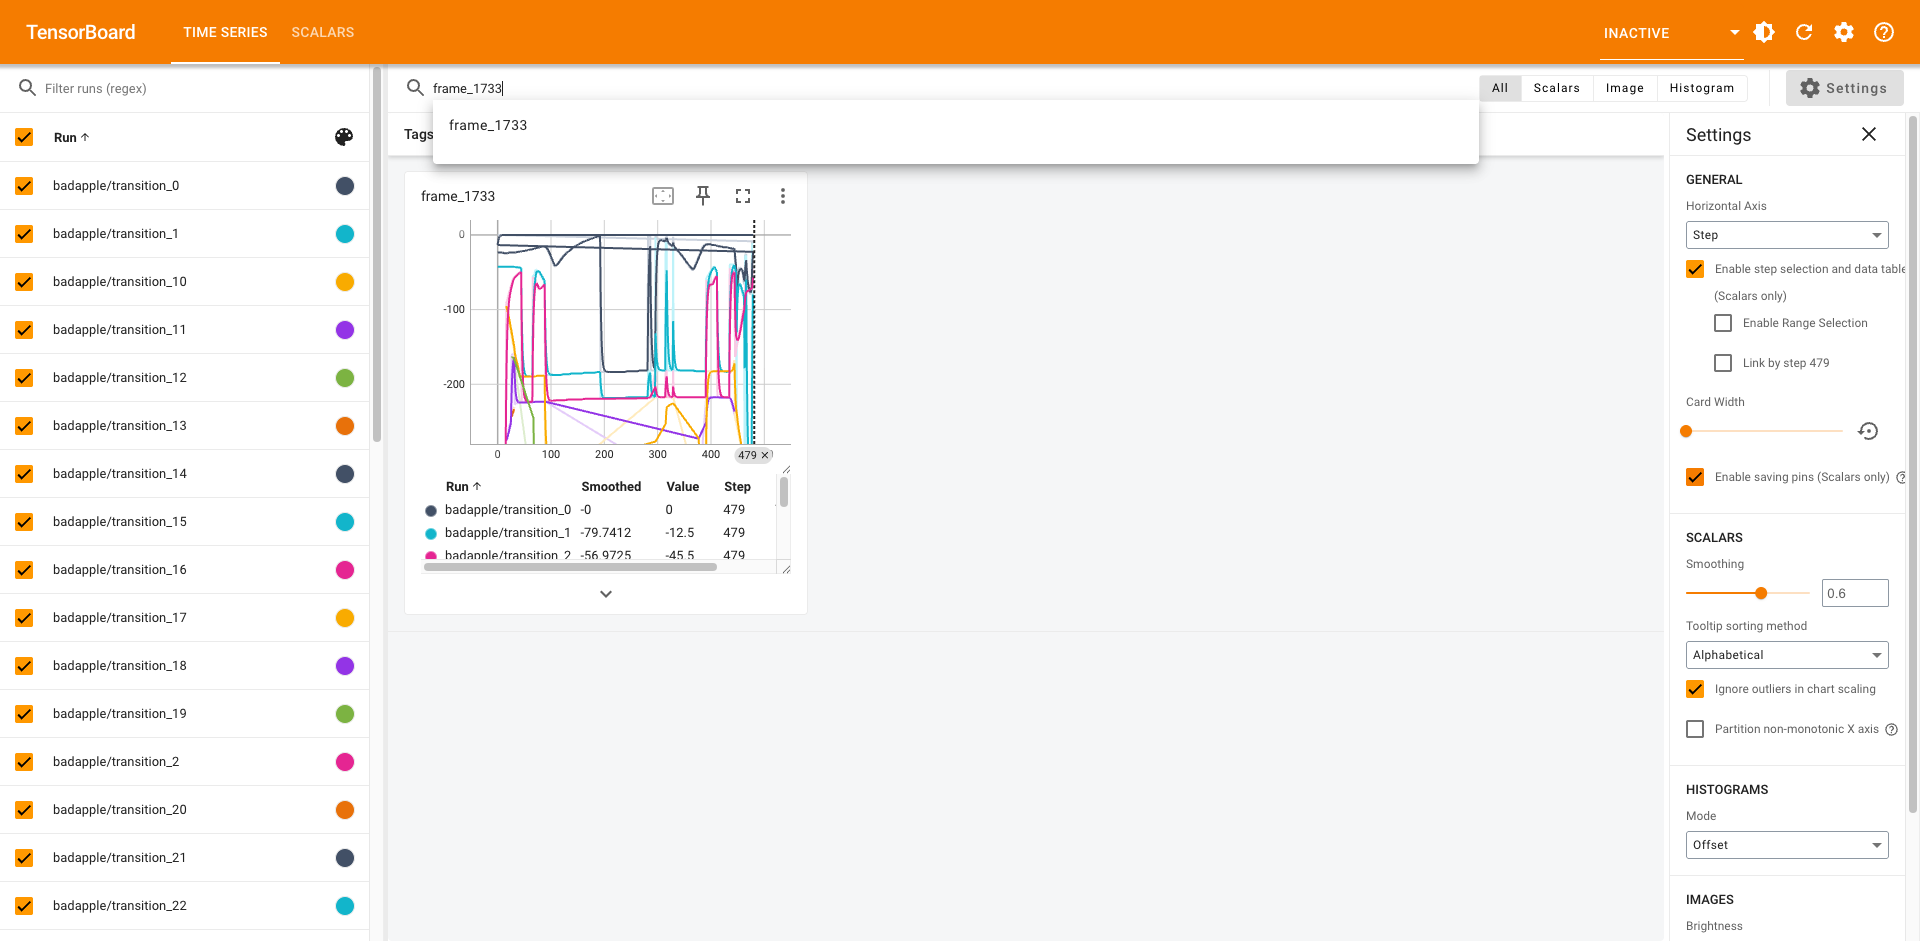 TensorBoard
TIME SERIES
SCALARS
INACTIVE
Filter runs (regex)
Run
badapple/transition_0
badapple/transition_1
badapple/transition_10
badapple/transition_11
badapple/transition_12
badapple/transition_13
badapple/transition_14
badapple/transition_15
badapple/transition_16
badapple/transition_17
badapple/transition_18
badapple/transition_19
badapple/transition_2
badapple/transition_20
badapple/transition_21
badapple/transition_22
frame_1733
frame_1733
All
Scalars
Image
Histogram
Settings
Tags
frame_1733
0
-100
-200
0
100
200
300
400
479
Run Smoothed Value Step
badapple/transition_0 -0 0 479
badapple/transition_1 -79.7412 -12.5 479
badapple/transition_2 -56.9725 -45.5 479
Settings
GENERAL
Horizontal Axis
Step
Enable step selection and data table
(Scalars only)
Enable Range Selection
Link by step 479
Card Width
Enable saving pins (Scalars only)
SCALARS
Smoothing
0.6
Tooltip sorting method
Alphabetical
Ignore outliers in chart scaling
Partition non-monotonic X axis
HISTOGRAMS
Mode
Offset
IMAGES
Brightness